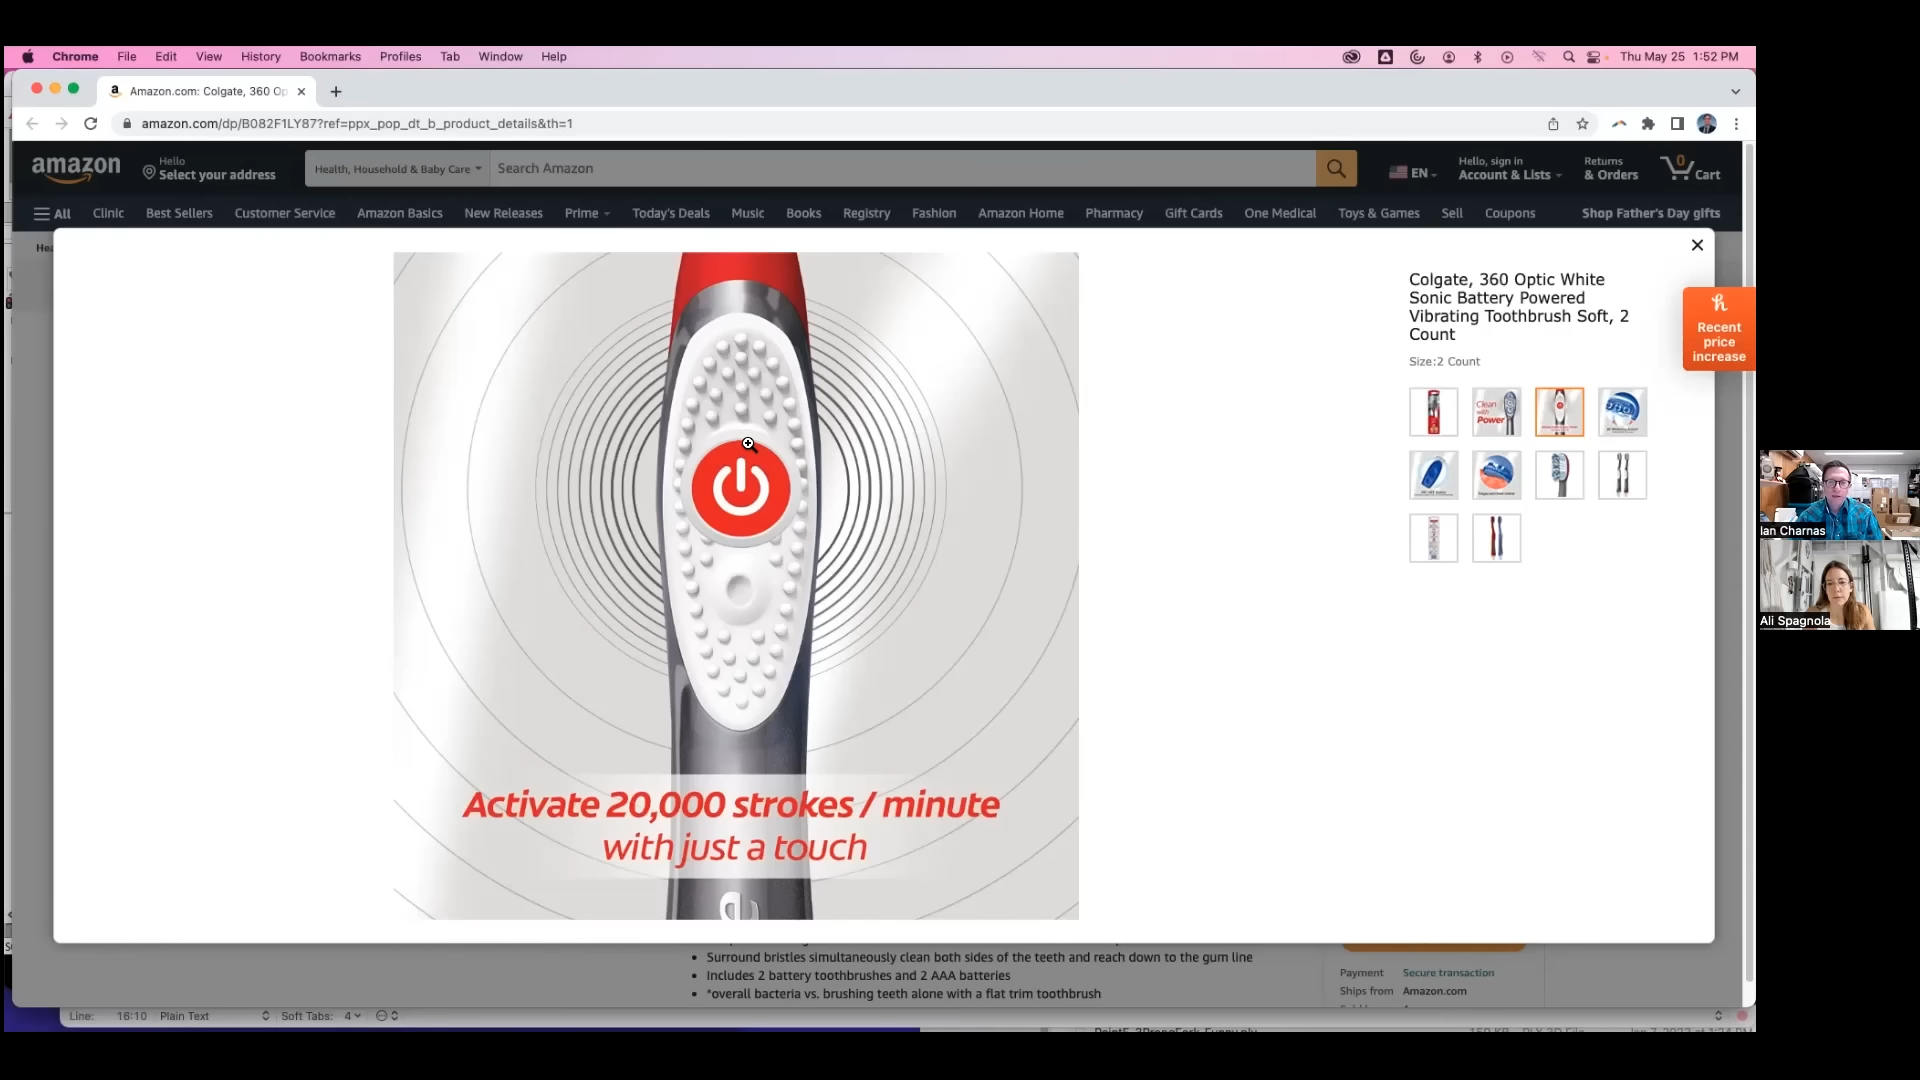 Chrome File Edit View History Bookmarks Profiles Tab Window Help Thu May 25 1:52 PM
Amazon.com: Colgate, 360 Op
amazon.com/dp/B082F1LY87?ref=ppx_pop_dt_b_product_details&th=1
amazon
Hello
Select your address
Health, Household & Baby Care
Search Amazon
EN
Hello, sign in
Account & Lists
Returns
& Orders
0
Cart
All Clinic Best Sellers Customer Service Amazon Basics New Releases Prime Today's Deals Music Books Registry Fashion Amazon Home Pharmacy Gift Cards One Medical Toys & Games Sell Coupons Shop Father's Day gifts
Hea
Colgate, 360 Optic White
Sonic Battery Powered
Vibrating Toothbrush Soft, 2
Count
Size:2 Count
Clean
with
Power
h
Recent
price
increase
Activate 20,000 strokes / minute
with just a touch
Ian Charnas
Ali Spagnola
• Surround bristles simultaneously clean both sides of the teeth and reach down to the gum line
• Includes 2 battery toothbrushes and 2 AAA batteries
• *overall bacteria vs. brushing teeth alone with a flat trim toothbrush
Payment Secure transaction
Ships from Amazon.com
Line: 16:10 Plain Text Soft Tabs: 4